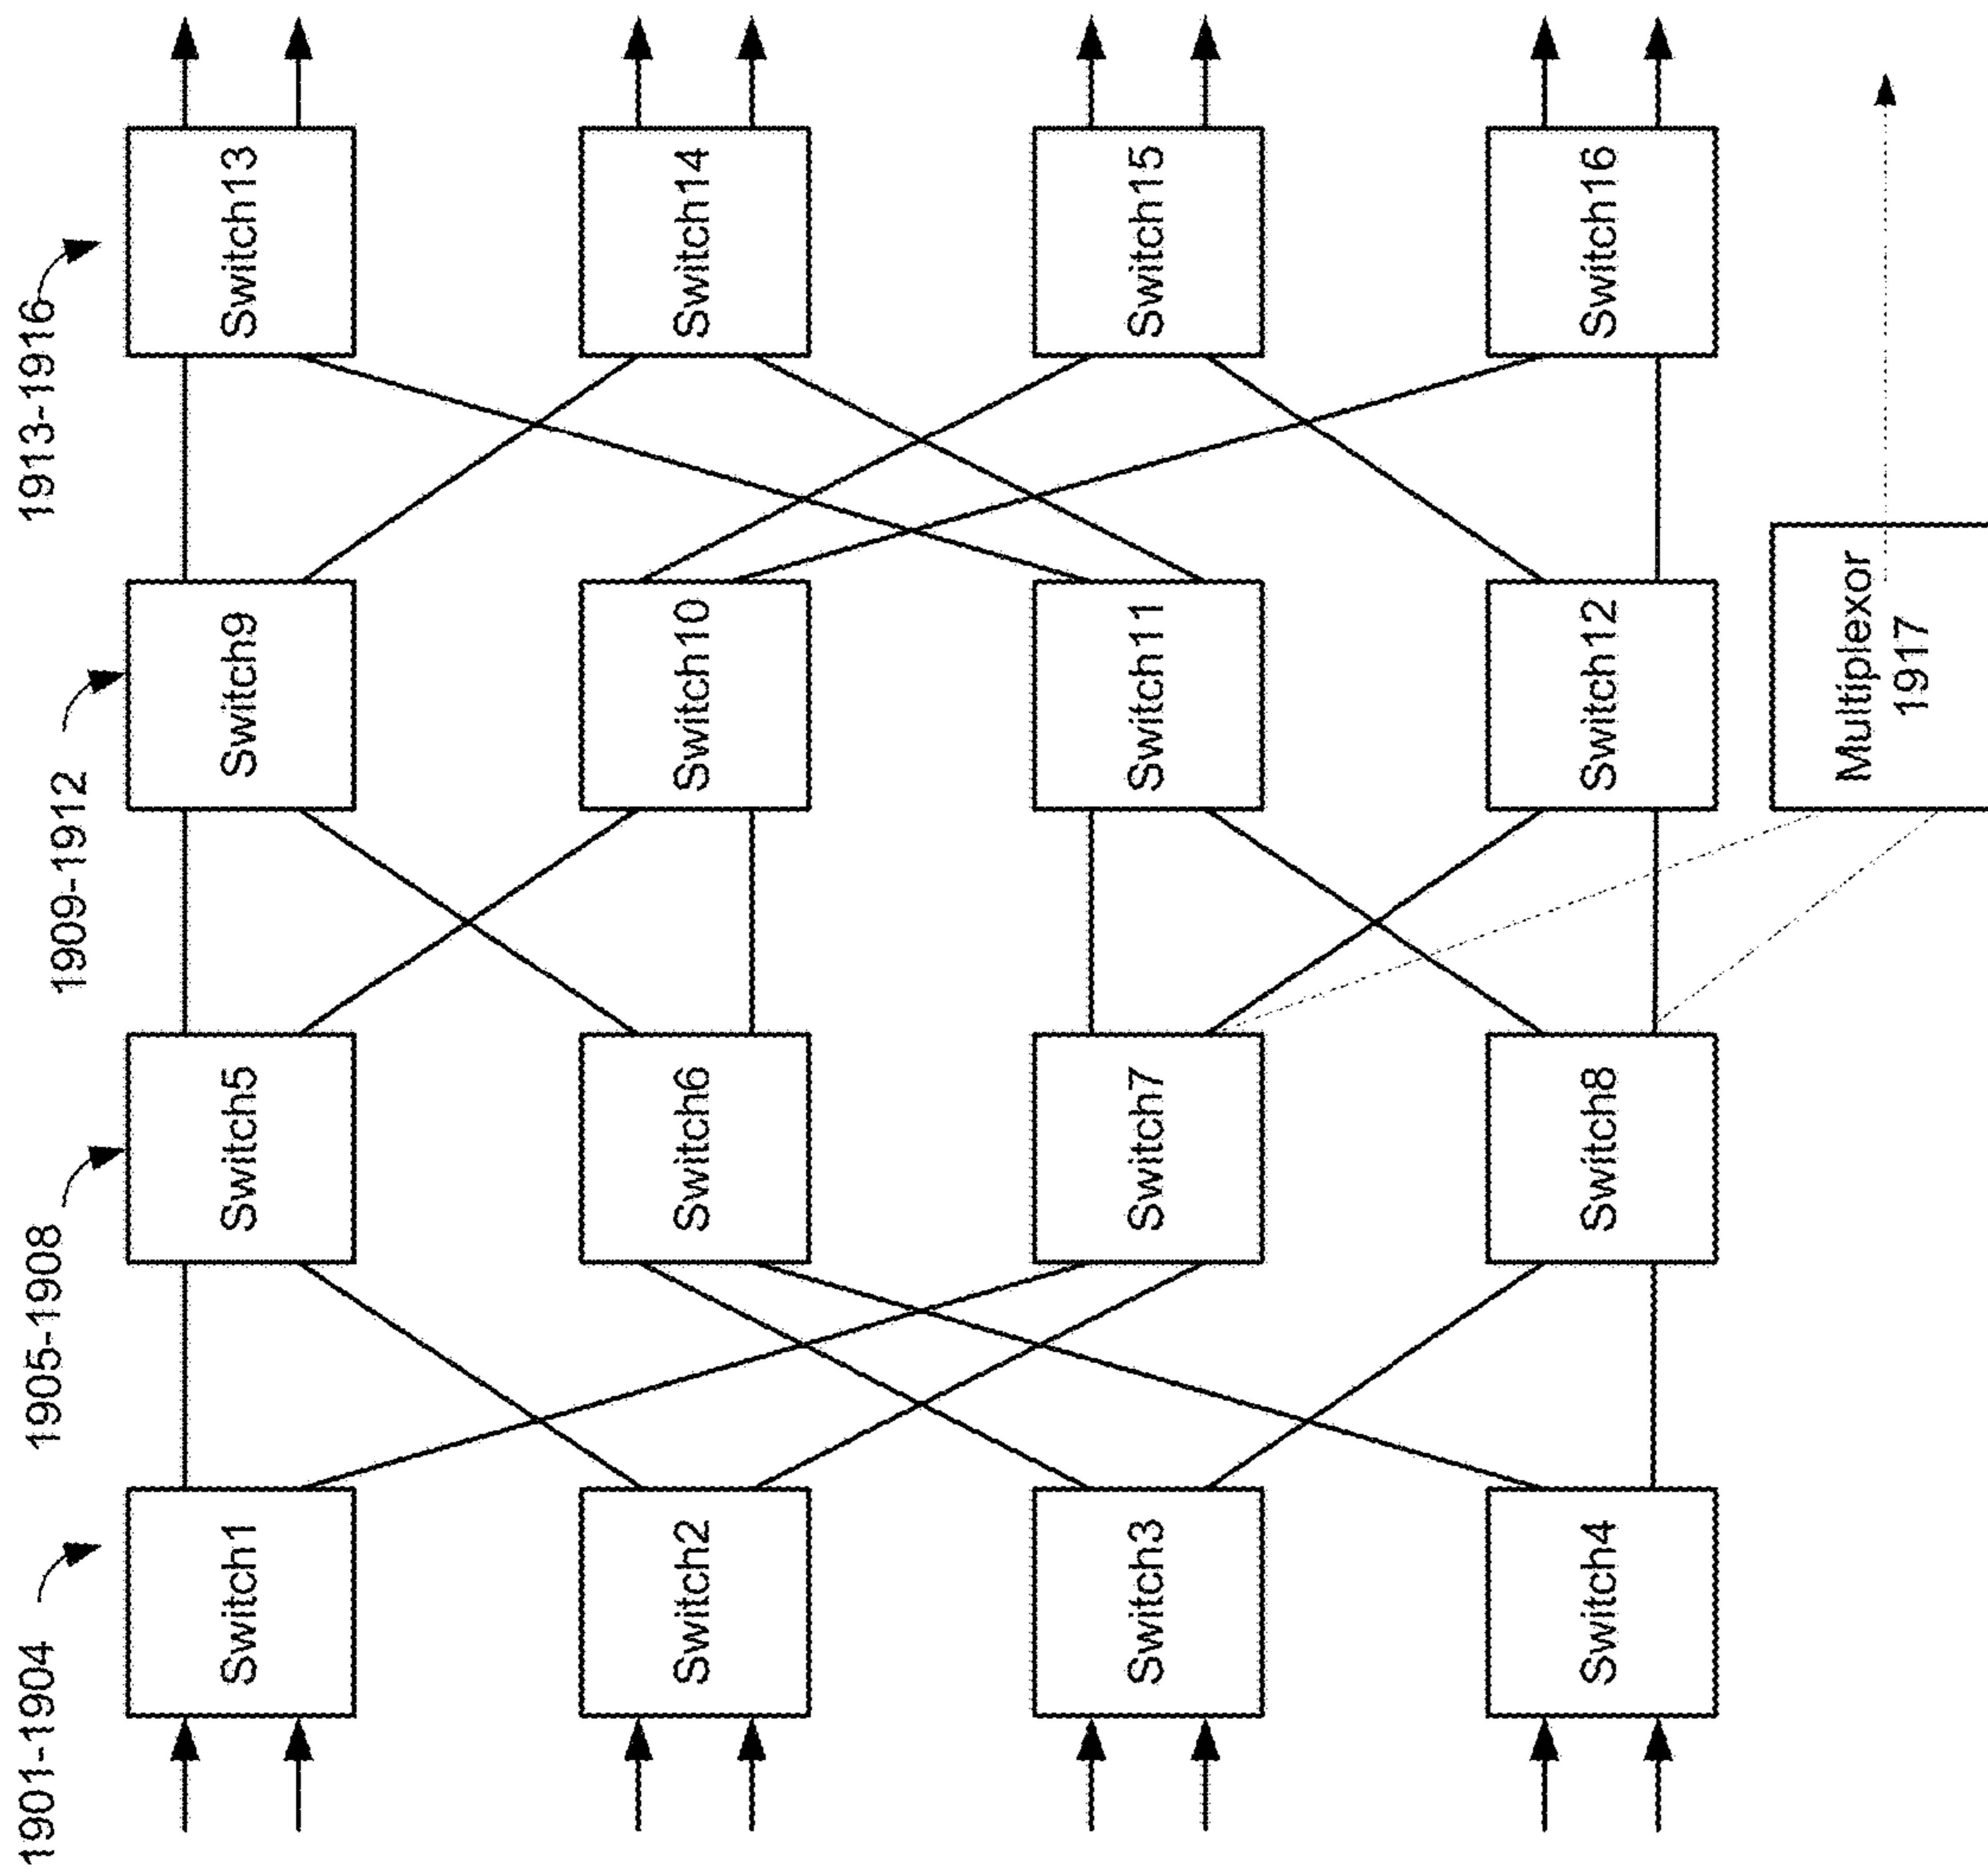 1901-1904
1905-1908
1909-1912
1913-1916
Switch1
Switch5
Switch9
Switch13
Switch2
Switch6
Switch10
Switch14
Switch3
Switch7
Switch11
Switch15
Switch4
Switch8
Switch12
Switch16
Multiplexor
1917